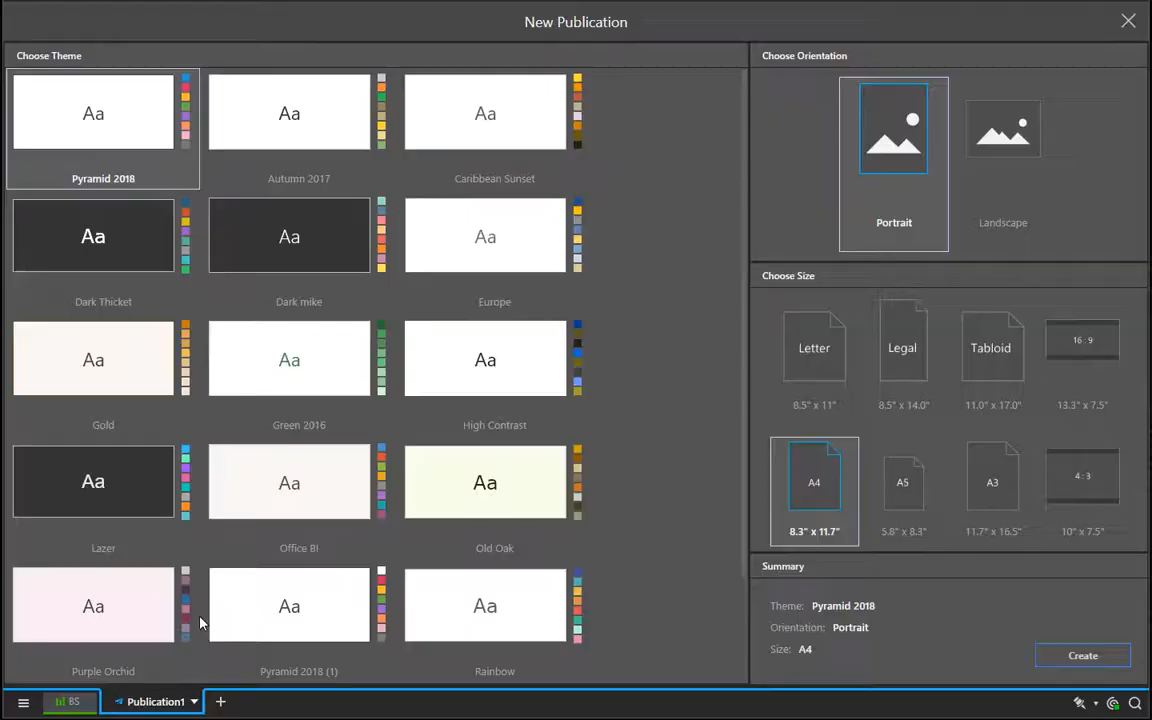 New Publication
Choose Theme
Choose Orientation
Aa
Aa
Aa
Pyramid 2018
Autumn 2017
Caribbean Sunset
Portrait
Landscape
Aa
Aa
Aa
Dark Thicket
Dark mike
Europe
Choose Size
Letter
Legal
Tabloid
16 : 9
8.5" x 11"
8.5" x 14.0"
11.0" x 17.0"
13.3" x 7.5"
Aa
Aa
Aa
Gold
Green 2016
High Contrast
A4
A5
A3
4 : 3
8.3" x 11.7"
5.8" x 8.3"
11.7" x 16.5"
10" x 7.5"
Aa
Aa
Aa
Lazer
Office BI
Old Oak
Summary
Theme: Pyramid 2018
Orientation: Portrait
Size: A4
Create
Aa
Aa
Aa
Purple Orchid
Pyramid 2018 (1)
Rainbow
BS
Publication1